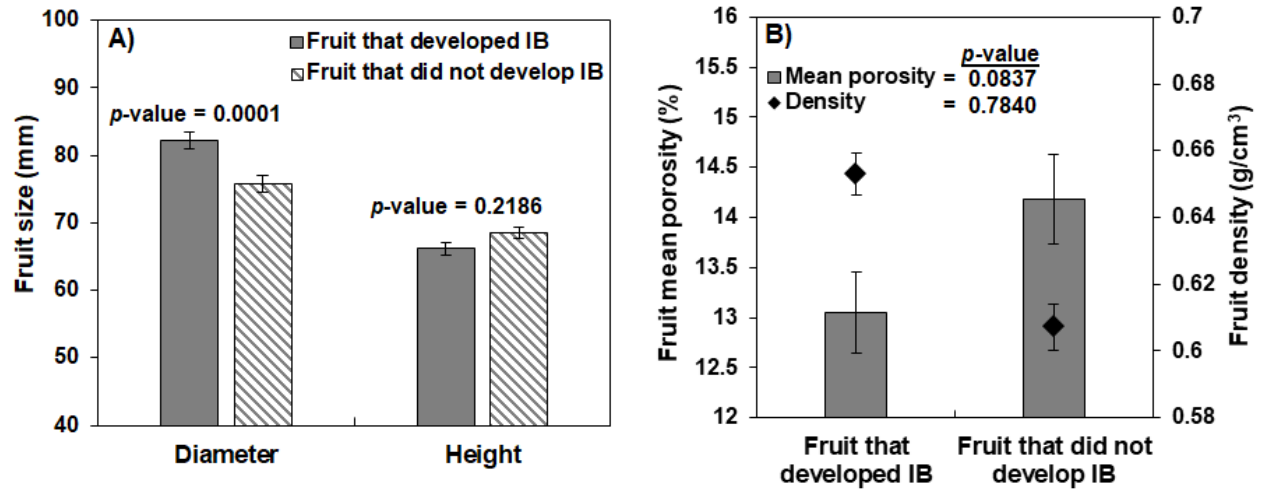 A)
Fruit that developed IB
Fruit that did not develop IB
p-value = 0.0001
p-value = 0.2186
Fruit size (mm)
100
90
80
70
60
50
40
Diameter
Height
B)
p-value
Mean porosity = 0.0837
Density = 0.7840
Fruit mean porosity (%)
16
15.5
15
14.5
14
13.5
13
12.5
12
Fruit density (g/cm³)
0.7
0.68
0.66
0.64
0.62
0.6
0.58
Fruit that
developed IB
Fruit that did not
develop IB